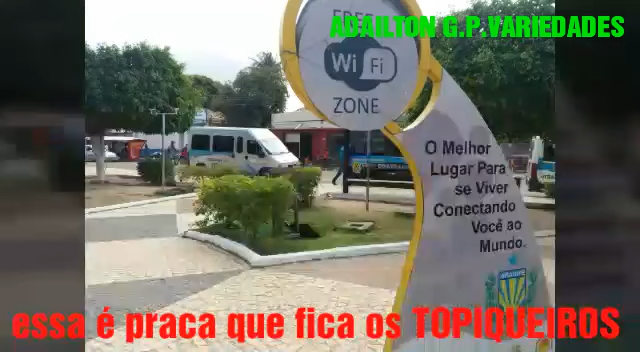 ADAILTON G.P.VARIEDADES
FREE
Wi Fi
ZONE
O Melhor
Lugar Para
se Viver
Conectando
Você ao
Mundo.
essa é praca que fica os TOPIQUEIROS